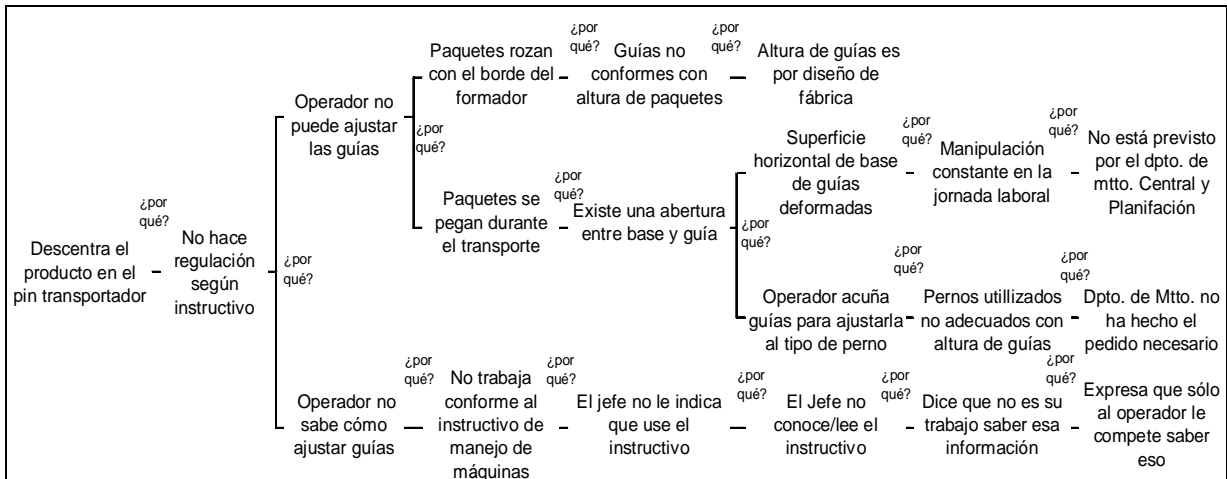 Descentra el
producto en el
pin transportador
¿por
qué?
No hace
regulación
según
instructivo
¿por
qué?
Operador no
puede ajustar
las guías
¿por
qué?
Paquetes rozan
con el borde del
formador
¿por
qué?
Guías no
conformes con
altura de paquetes
¿por
qué?
Altura de guías es
por diseño de
fábrica
Paquetes se
pegan durante
el transporte
¿por
qué?
Existe una abertura
entre base y guía
¿por
qué?
Superficie
horizontal de base
de guías
deformadas
¿por
qué?
Manipulación
constante en la
jornada laboral
¿por
qué?
No está previsto
por el dpto. de
mtto. Central y
Planifación
Operador acuña
guías para ajustarla
al tipo de perno
¿por
qué?
Pernos utillizados
no adecuados con
altura de guías
¿por
qué?
Dpto. de Mtto. no
ha hecho el
pedido necesario
Operador no
sabe cómo
ajustar guías
¿por
qué?
No trabaja
conforme al
instructivo de
manejo de
máquinas
¿por
qué?
El jefe no le indica
que use el
instructivo
¿por
qué?
El Jefe no
conoce/lee el
instructivo
¿por
qué?
Dice que no es su
trabajo saber esa
información
¿por
qué?
Expresa que sólo
al operador le
compete saber
eso